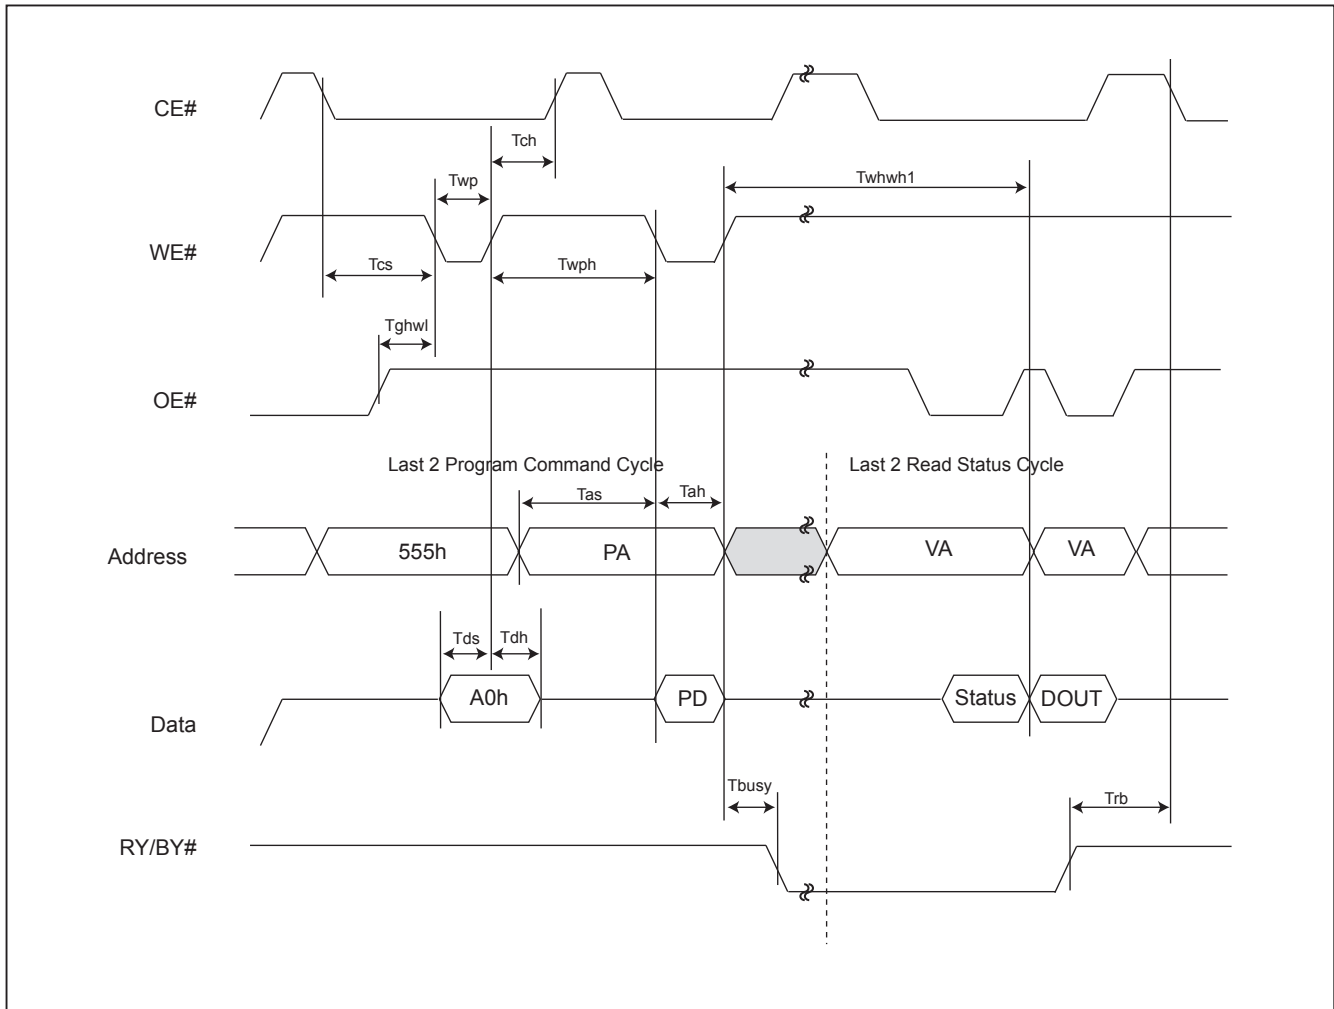 CE#
Tch
Twp
Twhwh1
WE#
Tcs
Twph
Tghwl
OE#
Last 2 Program Command Cycle
Last 2 Read Status Cycle
Tas
Tah
Address
555h
PA
VA
VA
Tds
Tdh
A0h
PD
Status
DOUT
Data
Tbusy
Trb
RY/BY#